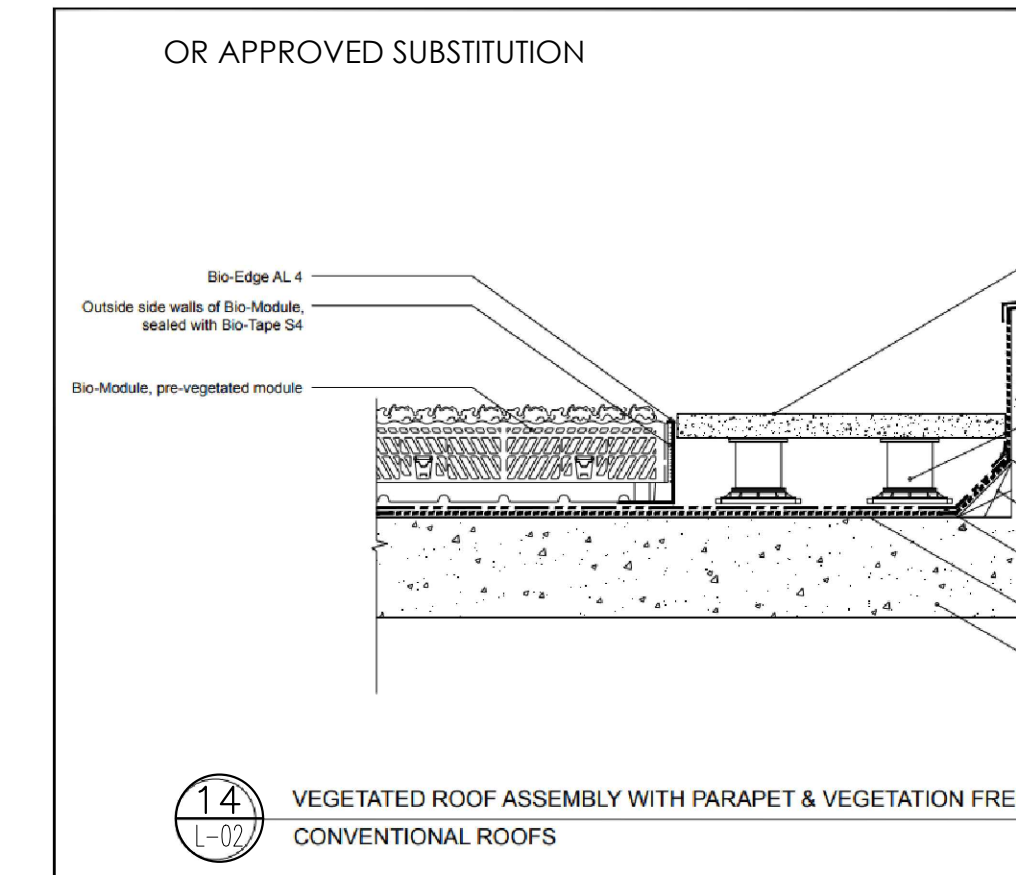 OR APPROVED SUBSTITUTION
Bio-Edge AL 4
Outside side walls of Bio-Module,
sealed with Bio-Tape S4
Bio-Module, pre-vegetated module
14
L-02
VEGETATED ROOF ASSEMBLY WITH PARAPET & VEGETATION FRE
CONVENTIONAL ROOFS